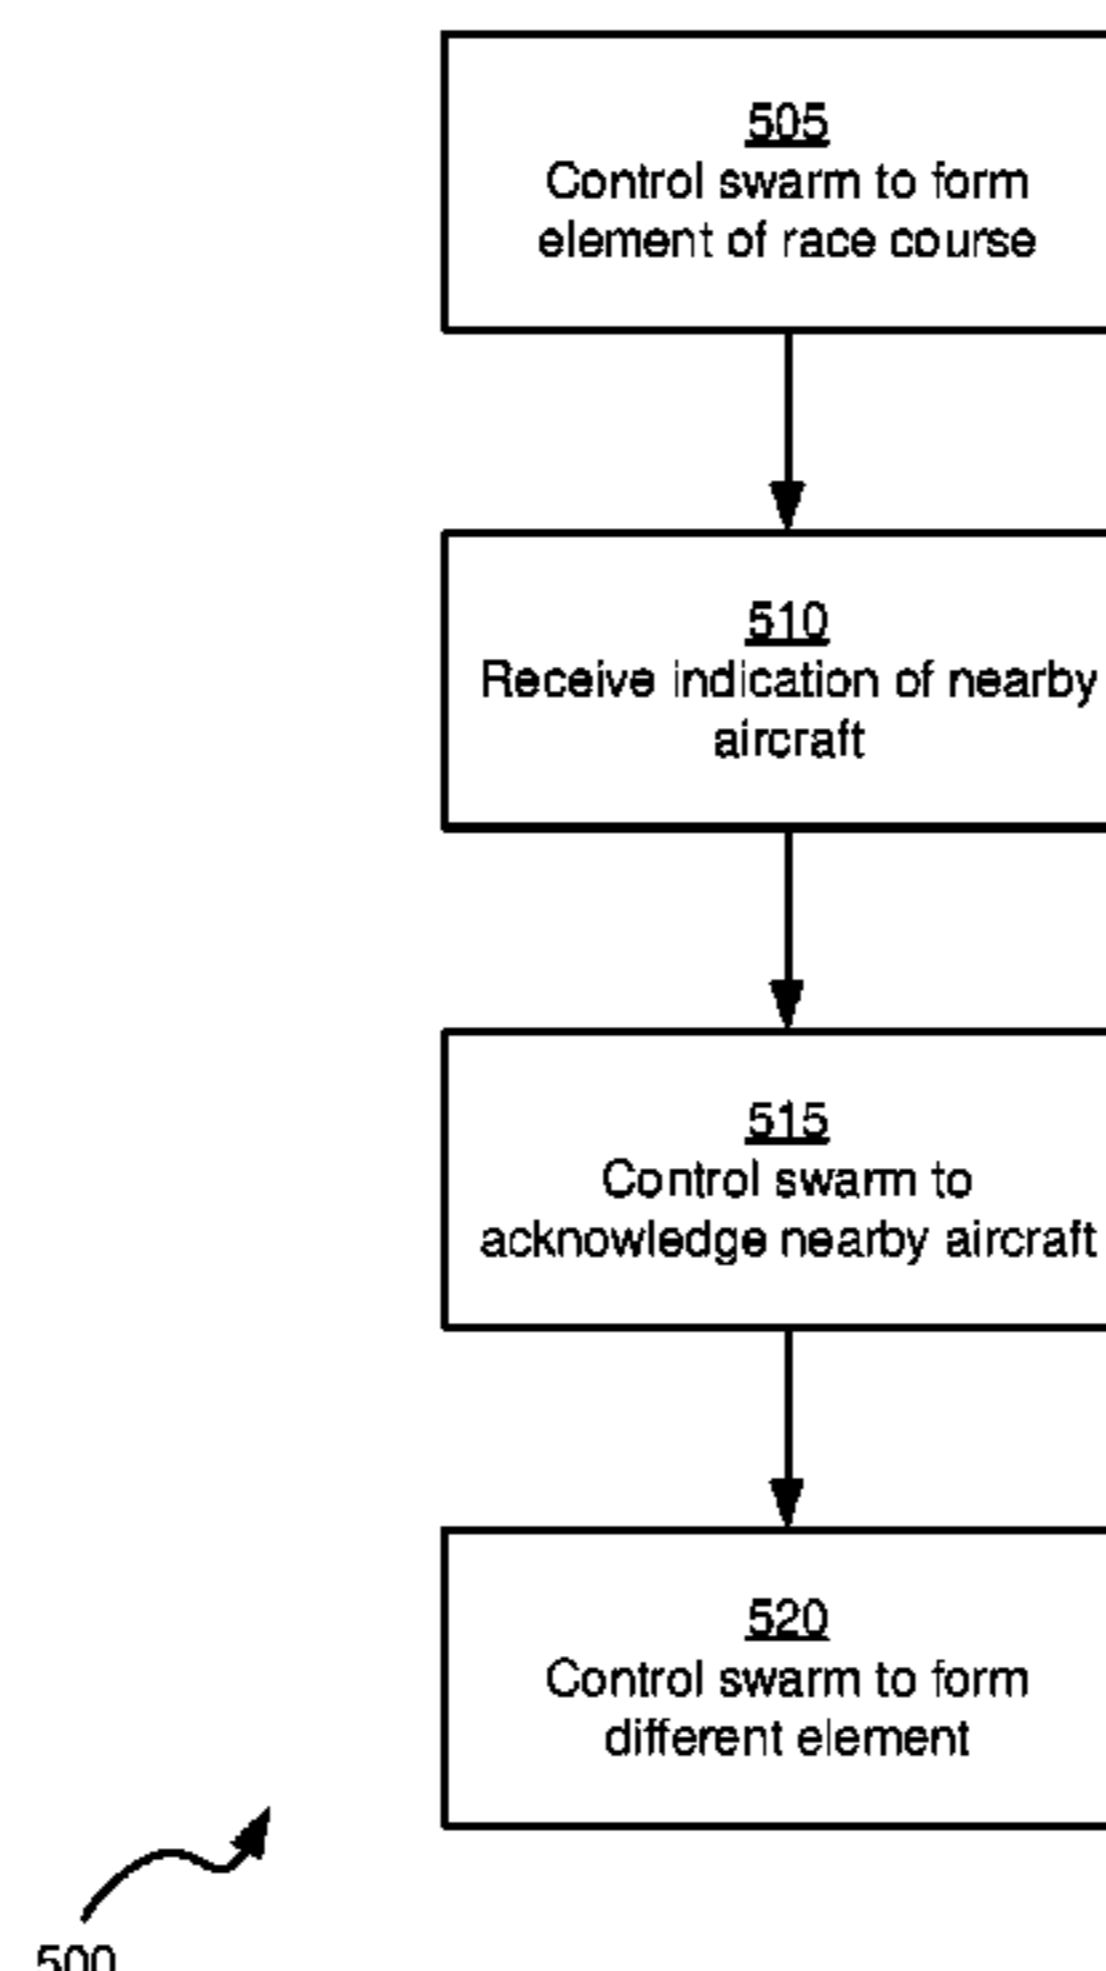 505
Control swarm to form
element of race course
510
Receive indication of nearby
aircraft
515
Control swarm to
acknowledge nearby aircraft
520
Control swarm to form
different element
500